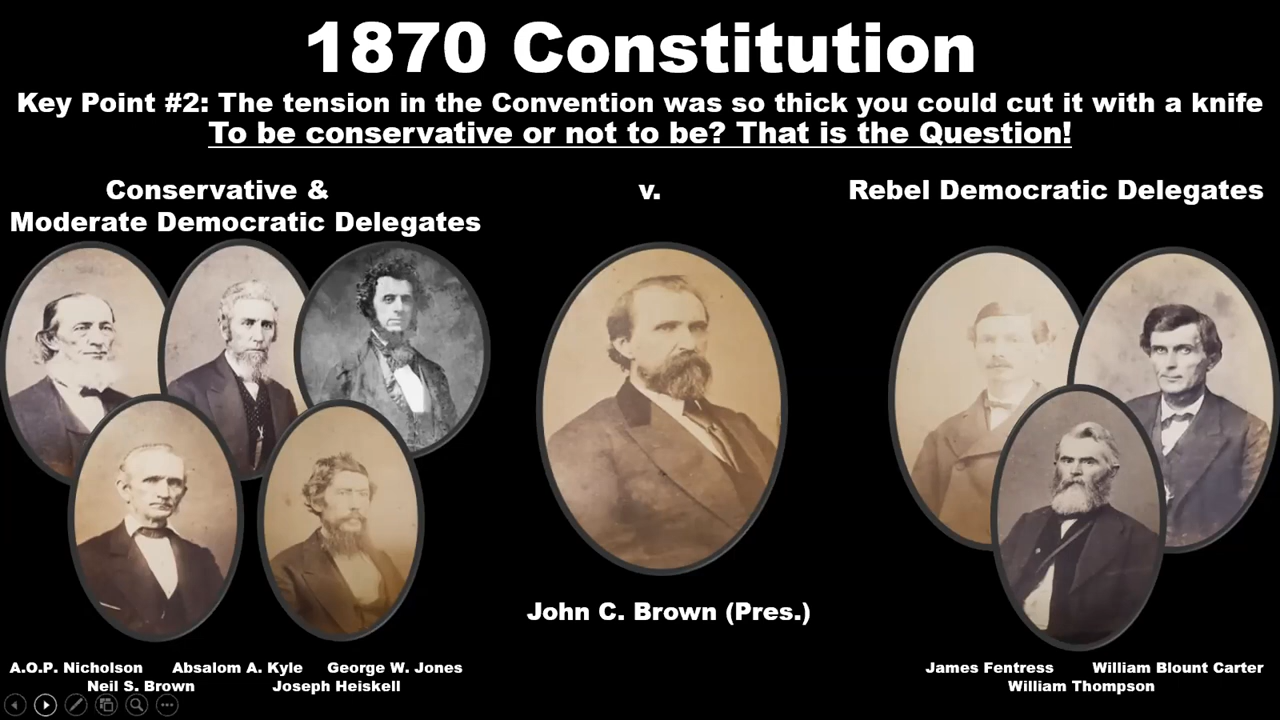 1870 Constitution
Key Point #2: The tension in the Convention was so thick you could cut it with a knife
To be conservative or not to be? That is the Question!
Conservative &
Moderate Democratic Delegates
v.
Rebel Democratic Delegates
John C. Brown (Pres.)
A.O.P. Nicholson Absalom A. Kyle George W. Jones
Neil S. Brown Joseph Heiskell
James Fentress William Blount Carter
William Thompson